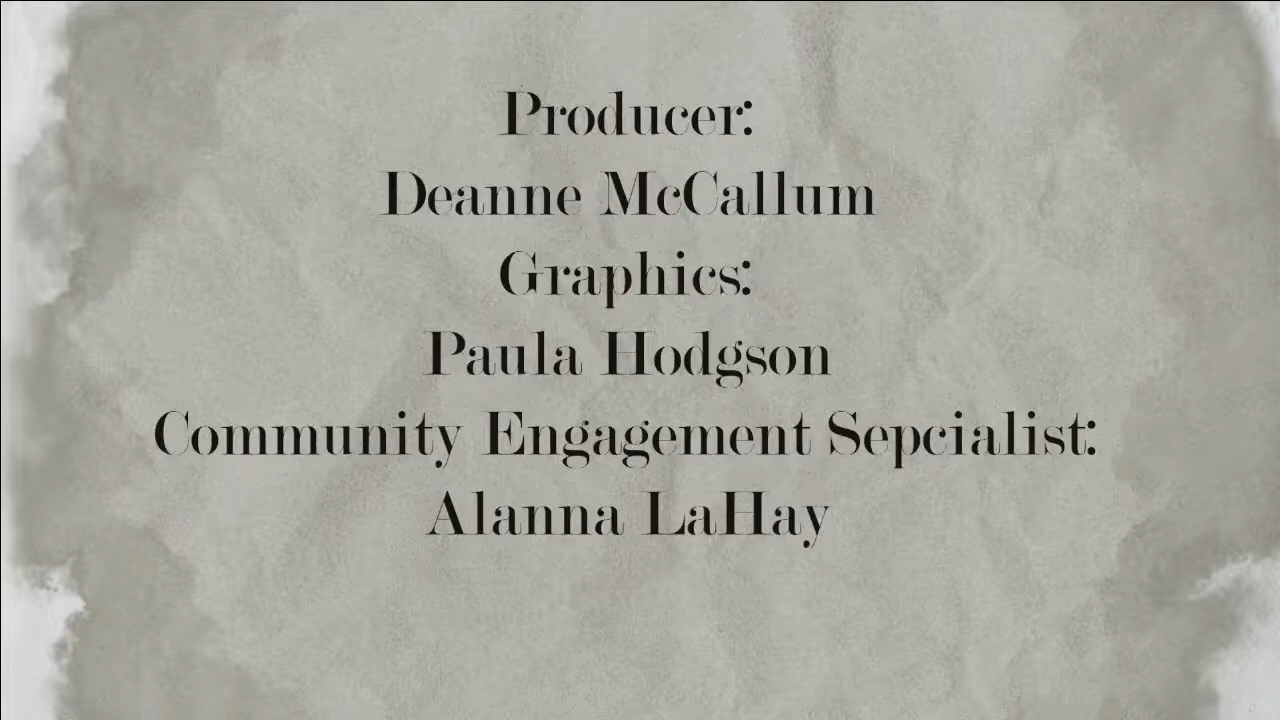 Producer:
Deanne McCallum
Graphics:
Paula Hodgson
Community Engagement Sepcialist:
Alanna LaHay